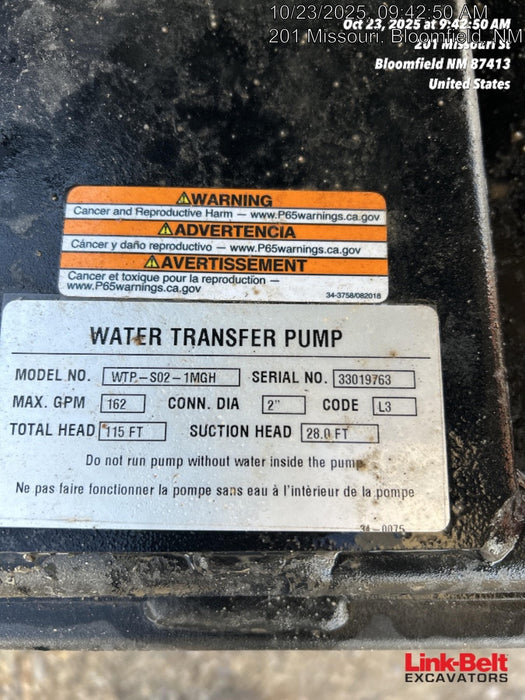 10/23/2025, 09:42:50 AM
201 Missouri, Bloomfield, NM
Oct 23, 2025 at 9:42:50 AM
201 Missouri St
Bloomfield NM 87413
United States
WARNING
Cancer and Reproductive Harm — www.P65warnings.ca.gov
ADVERTENCIA
Cáncer y daño reproductivo — www.P65warnings.ca.gov
AVERTISSEMENT
Cancer et toxique pour la reproduction —
www.P65warnings.ca.gov
34-3758/082018
WATER TRANSFER PUMP
MODEL NO. WTP-S02-1MGH SERIAL NO. 33019763
MAX. GPM 162 CONN. DIA 2" CODE L3
TOTAL HEAD 115 FT SUCTION HEAD 28.0 FT
Do not run pump without water inside the pump
Ne pas faire fonctionner la pompe sans eau à l'intèrieur de la pompe
34-0075
Link-Belt
EXCAVATORS